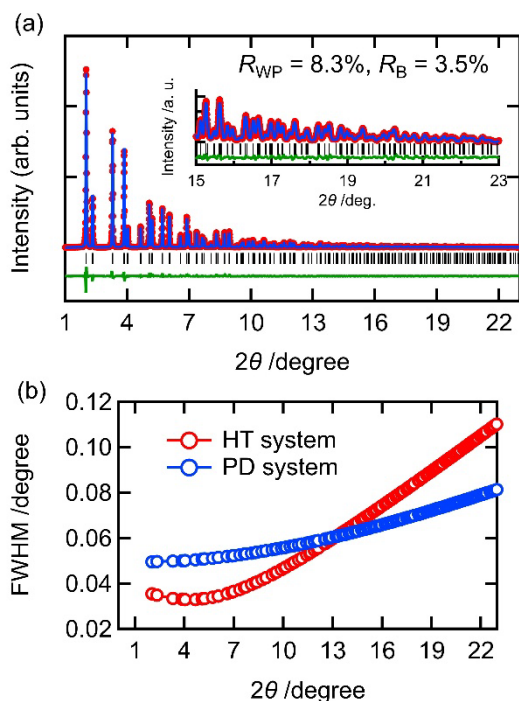 (a)
R_WP = 8.3%, R_B = 3.5%
Intensity (arb. units)
Intensity /a. u.
15 17 19 21 23
2θ /deg.
1 4 7 10 13 16 19 22
2θ /degree
(b)
0.12
0.10
0.08
0.06
0.04
0.02
FWHM /degree
HT system
PD system
1 4 7 10 13 16 19 22
2θ /degree